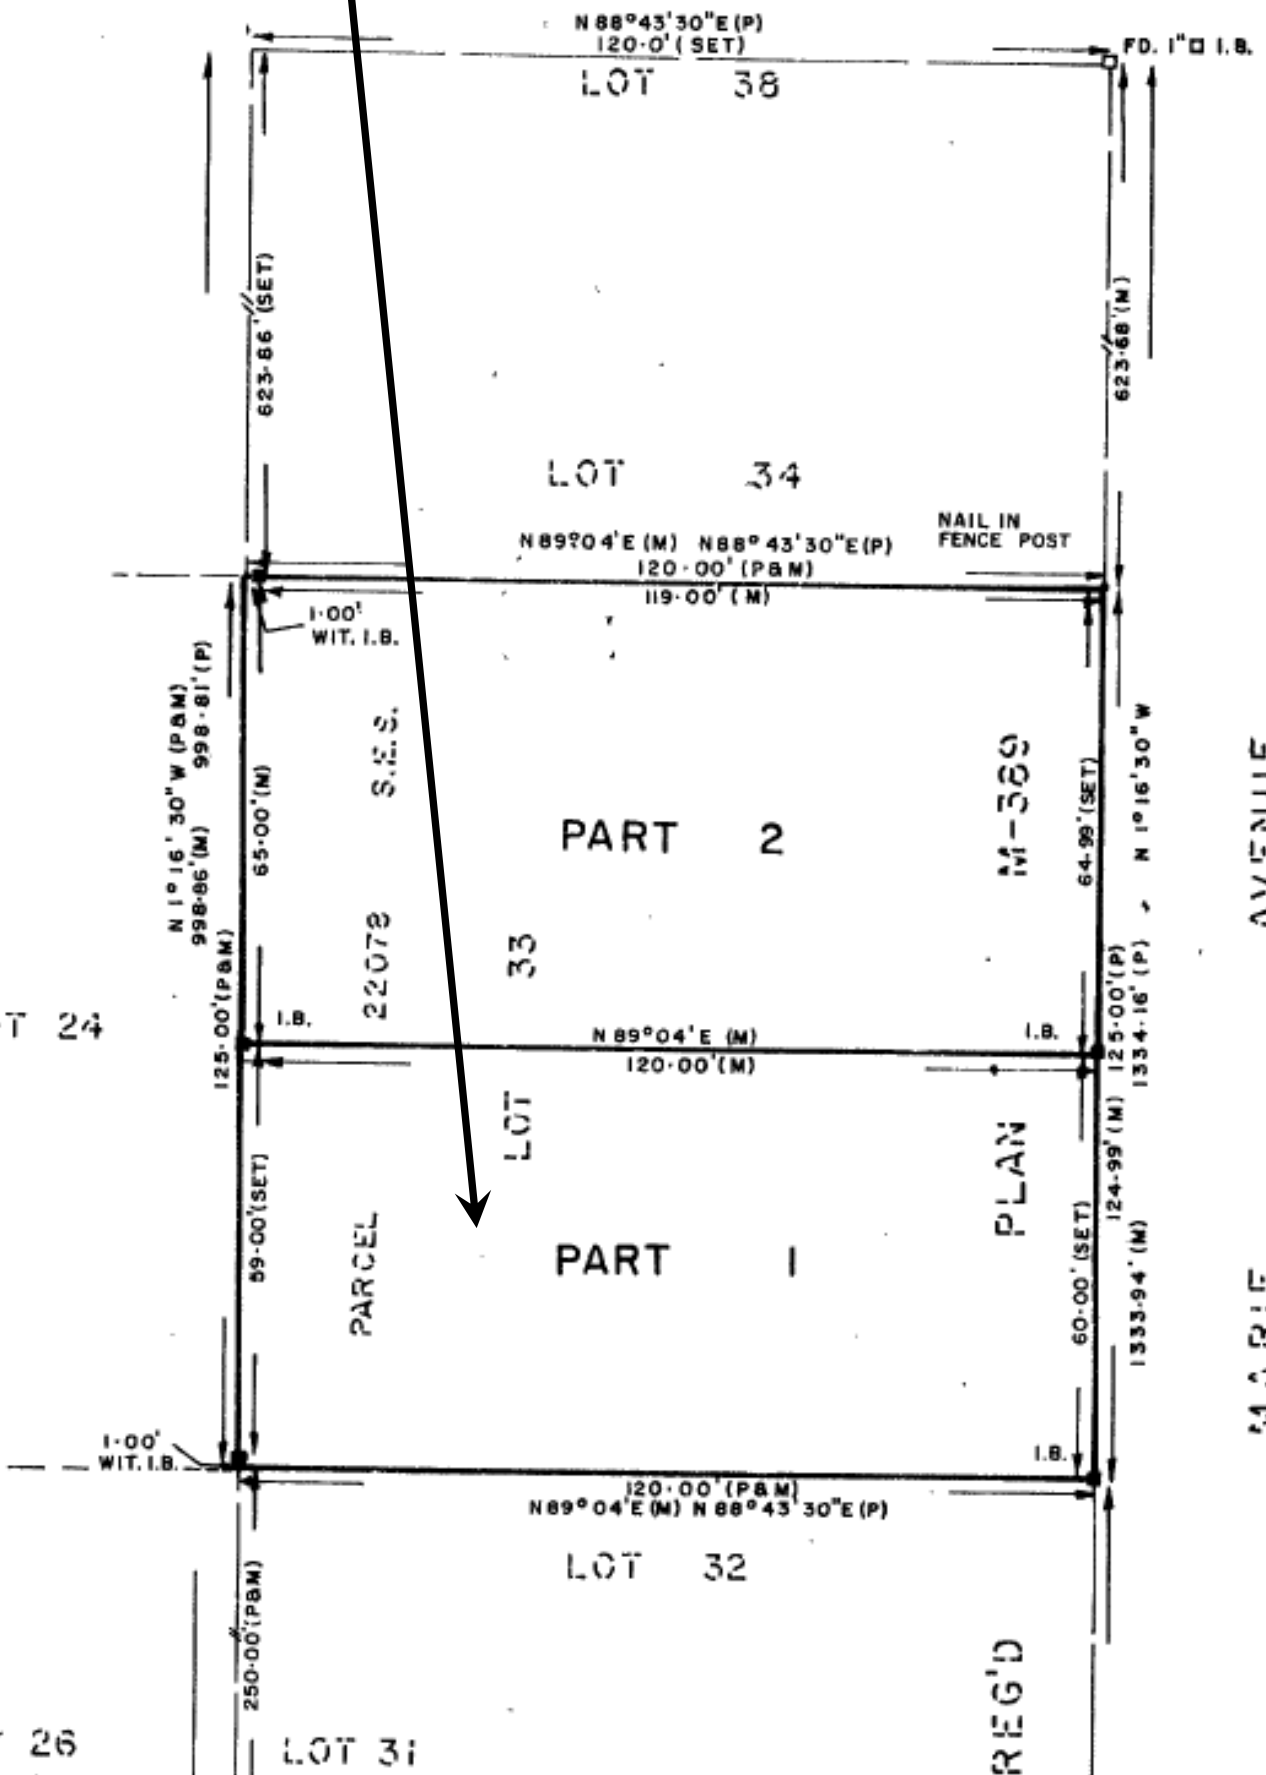 N 88°43'30"E (P)
120·0' (SET)
FD. 1" □ I.B.
LOT 38
623·86' (SET)
623·68' (M)
LOT 34
NAIL IN
FENCE POST
N 89°04'E (M) N 88°43'30"E (P)
120·00' (P&M)
119·00' (M)
1·00'
WIT. I.B.
N 1°16'30" W (P&M)
998·86' (M) 998·81' (P)
65·00' (M)
S.E.S.
PART 2
M-389
64·99' (SET)
N 1°16'30" W
AVENUE
22078
33
125·00' (P&M)
125·00' (P)
1334·16' (P)
24
I.B.
N 89°04' E (M)
I.B.
120·00' (M)
LOT
PLAN
124·99' (M)
59·00' (SET)
PARCEL
PART 1
60·00' (SET)
1333·94' (M)
MARIE
1·00'
WIT. I.B.
I.B.
120·00' (P&M)
N 89°04'E (M) N 88°43'30"E (P)
LOT 32
250·00' (P&M)
REG'D
26
LOT 31